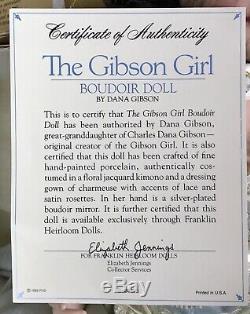 Certificate of Authenticity
The Gibson Girl
BOUDOIR DOLL
BY DANA GIBSON
This is to certify that The Gibson Girl Boudoir
Doll has been authorized by Dana Gibson,
great-granddaughter of Charles Dana Gibson—
original creator of the Gibson Girl. It is also
certified that this doll has been crafted of fine
hand-painted porcelain, authentically cos-
tumed in a floral jacquard kimono and a dressing
gown of charmeuse with accents of lace and
satin rosettes. In her hand is a silver-plated
boudoir mirror. It is further certified that this
doll is available exclusively through Franklin
Heirloom Dolls.
Elizabeth Jennings
FOR FRANKLIN HEIRLOOM DOLLS
Elizabeth Jennings
Collector Services
Printed in U.S.A.